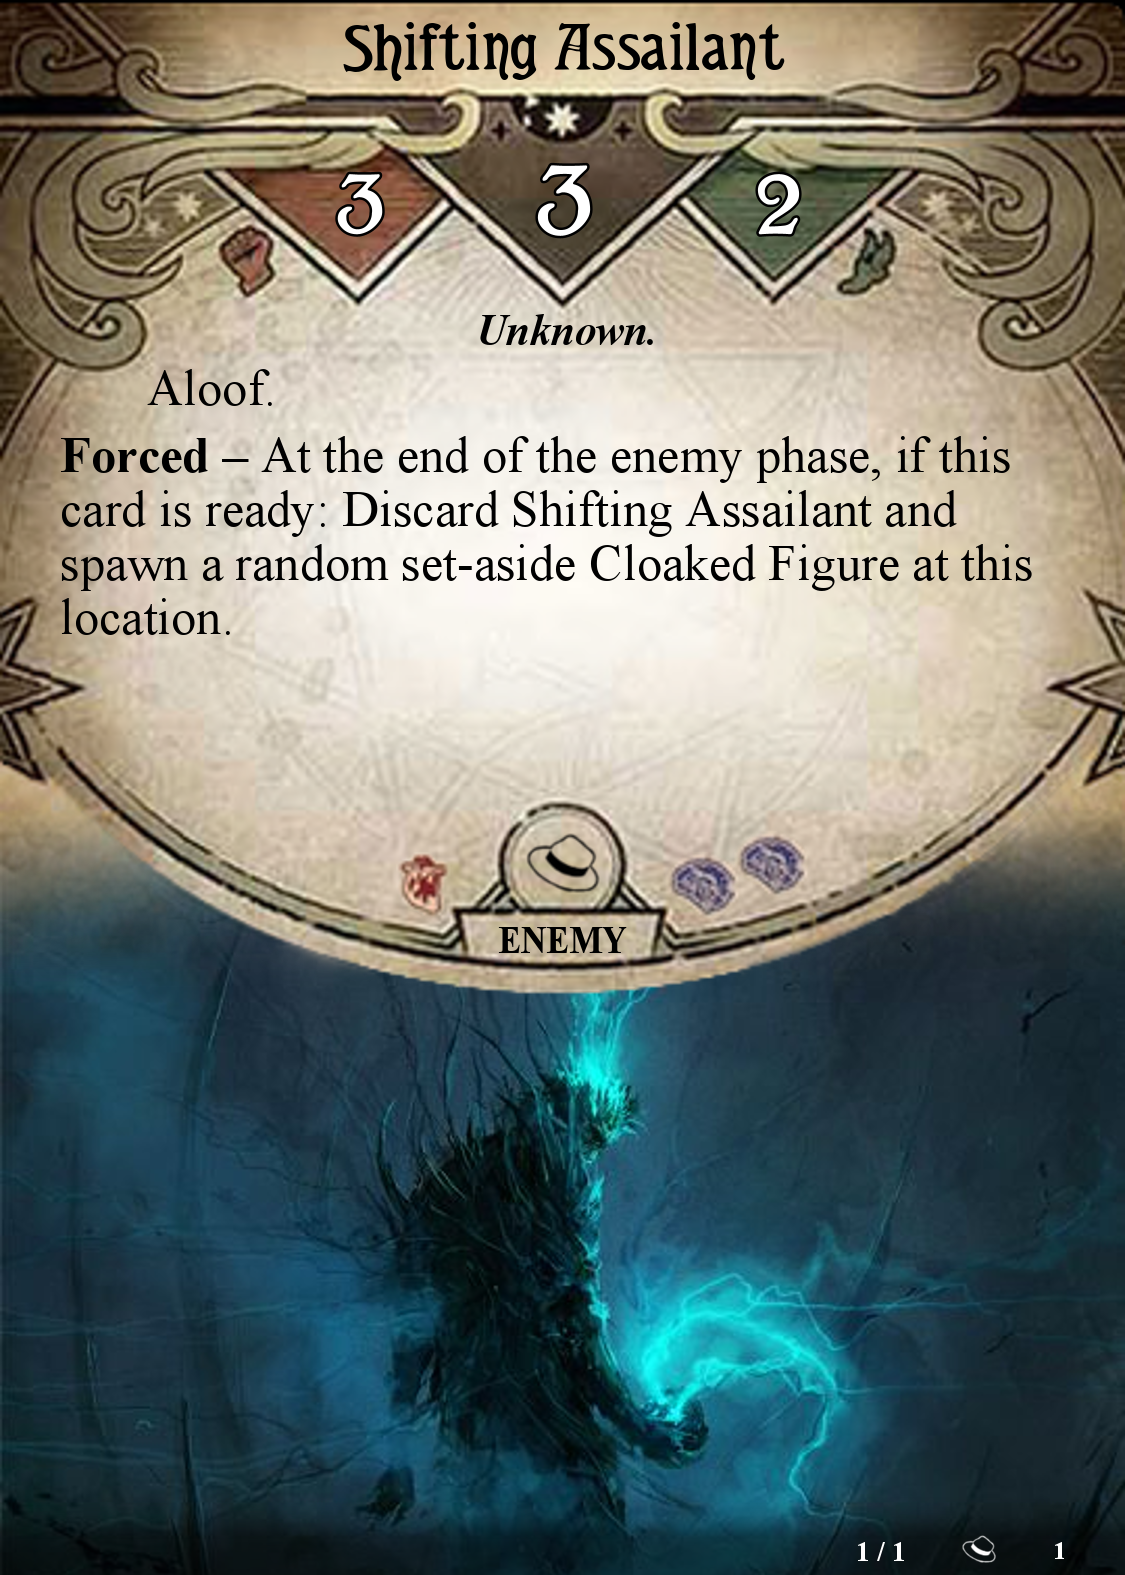 Shifting Assailant
3 3 2
Unknown.
Aloof.
Forced – At the end of the enemy phase, if this
card is ready: Discard Shifting Assailant and
spawn a random set-aside Cloaked Figure at this
location.
ENEMY
1 / 1 1